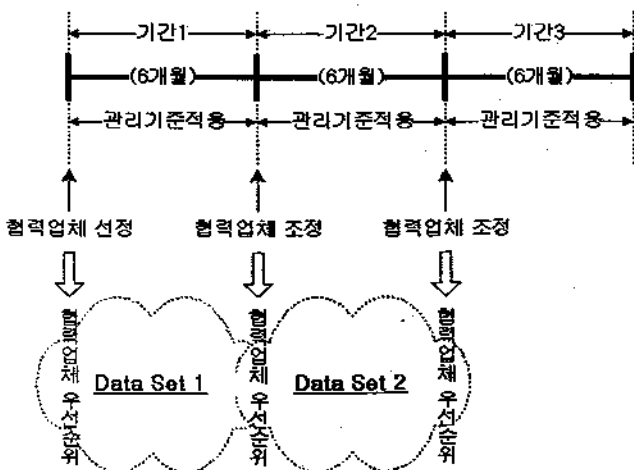 기간1 기간2 기간3
(6개월) (6개월) (6개월)
관리기준적용 관리기준적용 관리기준적용
협력업체 선정 협력업체 조정 협력업체 조정
협력업체 우선순위
Data Set 1
협력업체 우선순위
Data Set 2
협력업체 우선순위